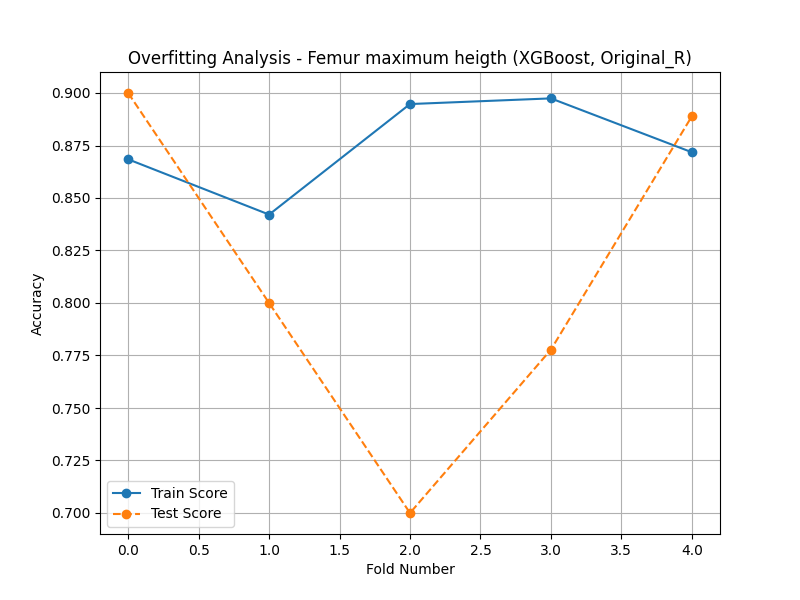 Overfitting Analysis - Femur maximum heigth (XGBoost, Original_R)
0.900
0.875
0.850
0.825
0.800
0.775
0.750
0.725
0.700
Accuracy
Train Score
Test Score
0.0 0.5 1.0 1.5 2.0 2.5 3.0 3.5 4.0
Fold Number